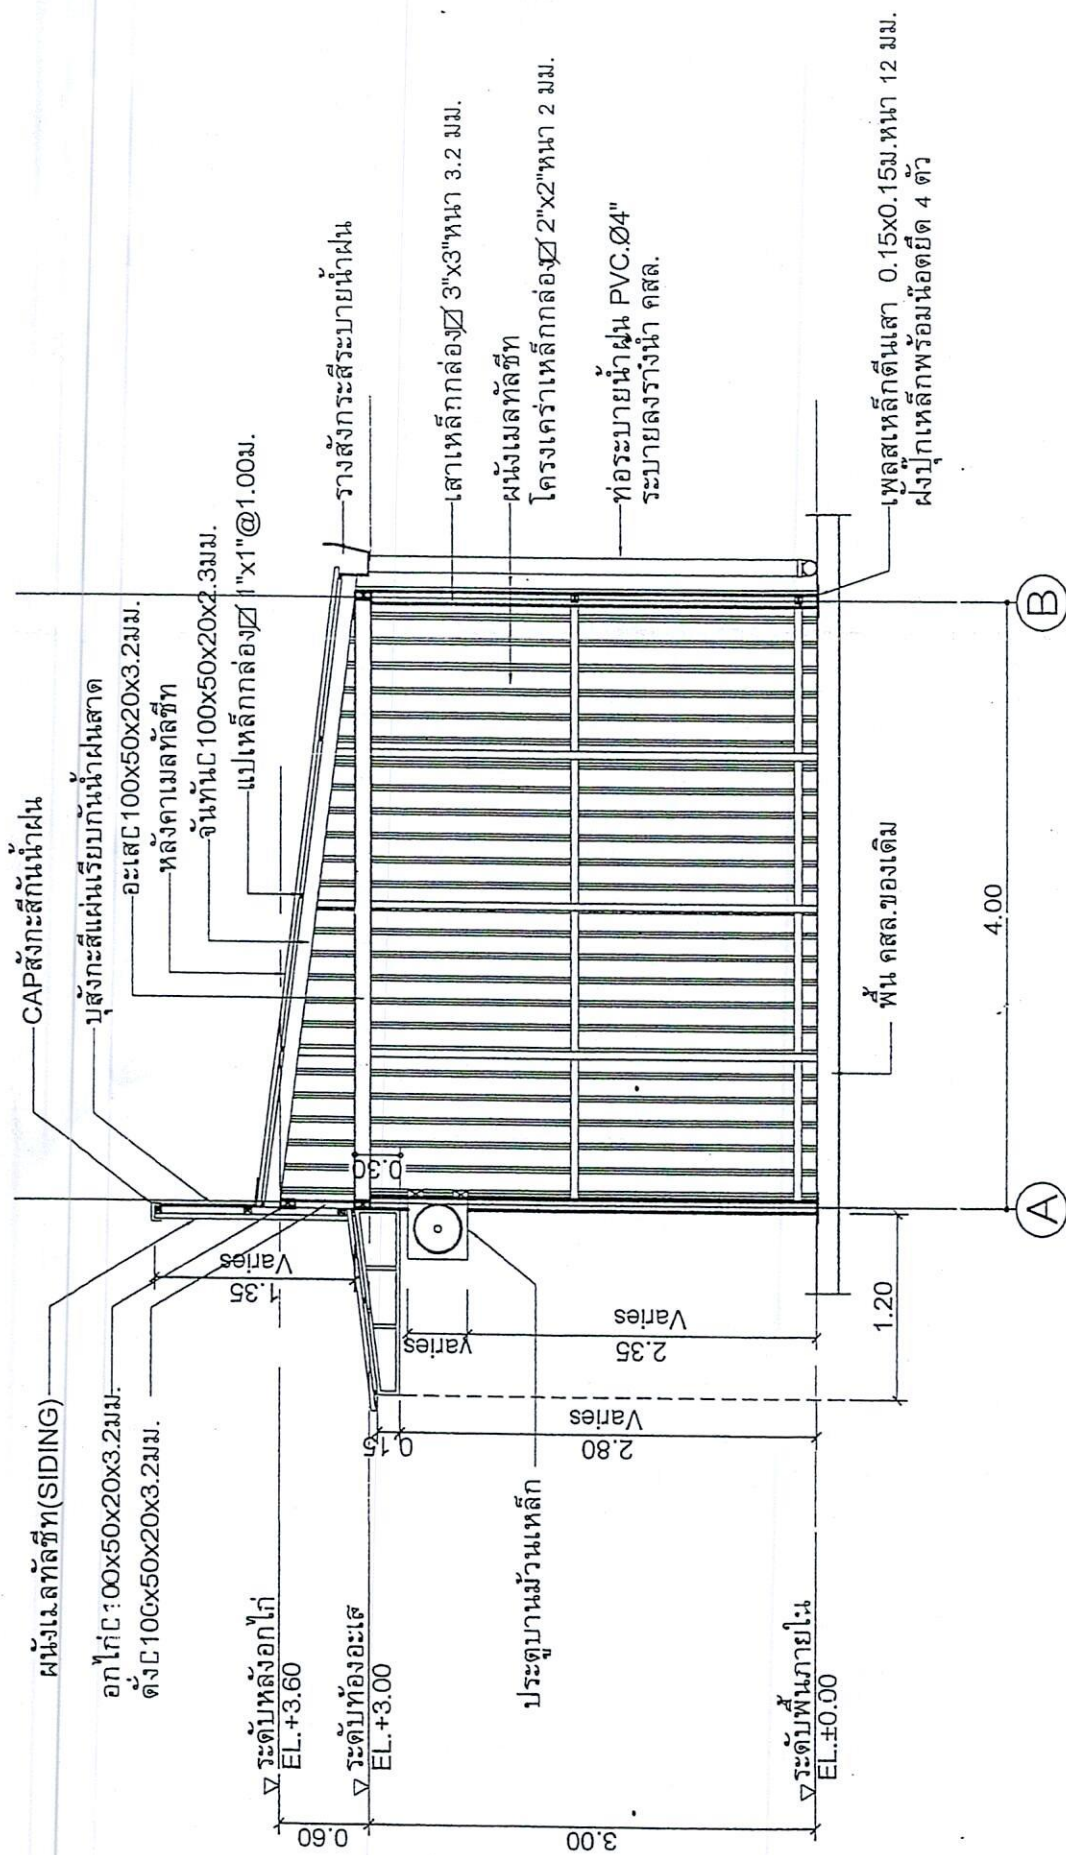 CAPสังกะสีกันน้ำฝน
บุสังกะสีแผ่นเรียบกันน้ำฝนสาด
ผนังเมลทัลชีท(SIDING)
อะเสC100x50x20x3.2มม.
หลังคาเมลทัลชีท
จันทันC100x50x20x2.3มม.
แปเหล็กกล่อง 1"x1"@1.00ม.
รางสังกะสีระบายน้ำฝน
อกไก่C100x50x20x3.2มม.
ดั้งC100x50x20x3.2มม.
เสาเหล็กกล่อง 3"x3"หนา 3.2 มม.
ผนังเมลทัลชีท
โครงเคร่าเหล็กกล่อง 2"x2"หนา 2 มม.
ท่อระบายน้ำฝน PVC.Ø4"
ระบายลงรางน้ำ คสล.
เพลสเหล็กตีนเสา 0.15x0.15ม.หนา 12 มม.
ฝังปุ๊กเหล็กพร้อมน๊อตยึด 4 ตัว
ระดับหลังอกไก่
EL.+3.60
ระดับท้องอะเส
EL.+3.00
ระดับพื้นภายใน
EL.±0.00
ประตูบานม้วนเหล็ก
พื้น คสล.ของเดิม
0.60
3.00
1.35
Varies
0.30
0.15
2.80
Varies
Varies
2.35
Varies
1.20
4.00
A
B